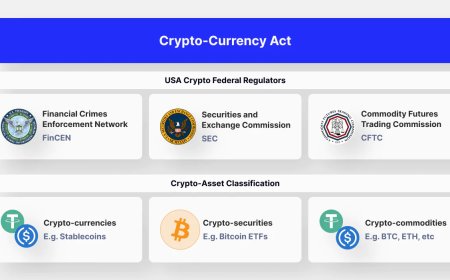 Crypto-Currency Act
USA Crypto Federal Regulators
Financial Crimes
Enforcement Network
FinCEN
Securities and
Exchange Commission
SEC
Commodity Futures
Trading Commission
CFTC
Crypto-Asset Classification
Crypto-currencies
E.g. Stablecoins
Crypto-securities
E.g. Bitcoin ETFs
Crypto-commodities
E.g. BTC, ETH, etc